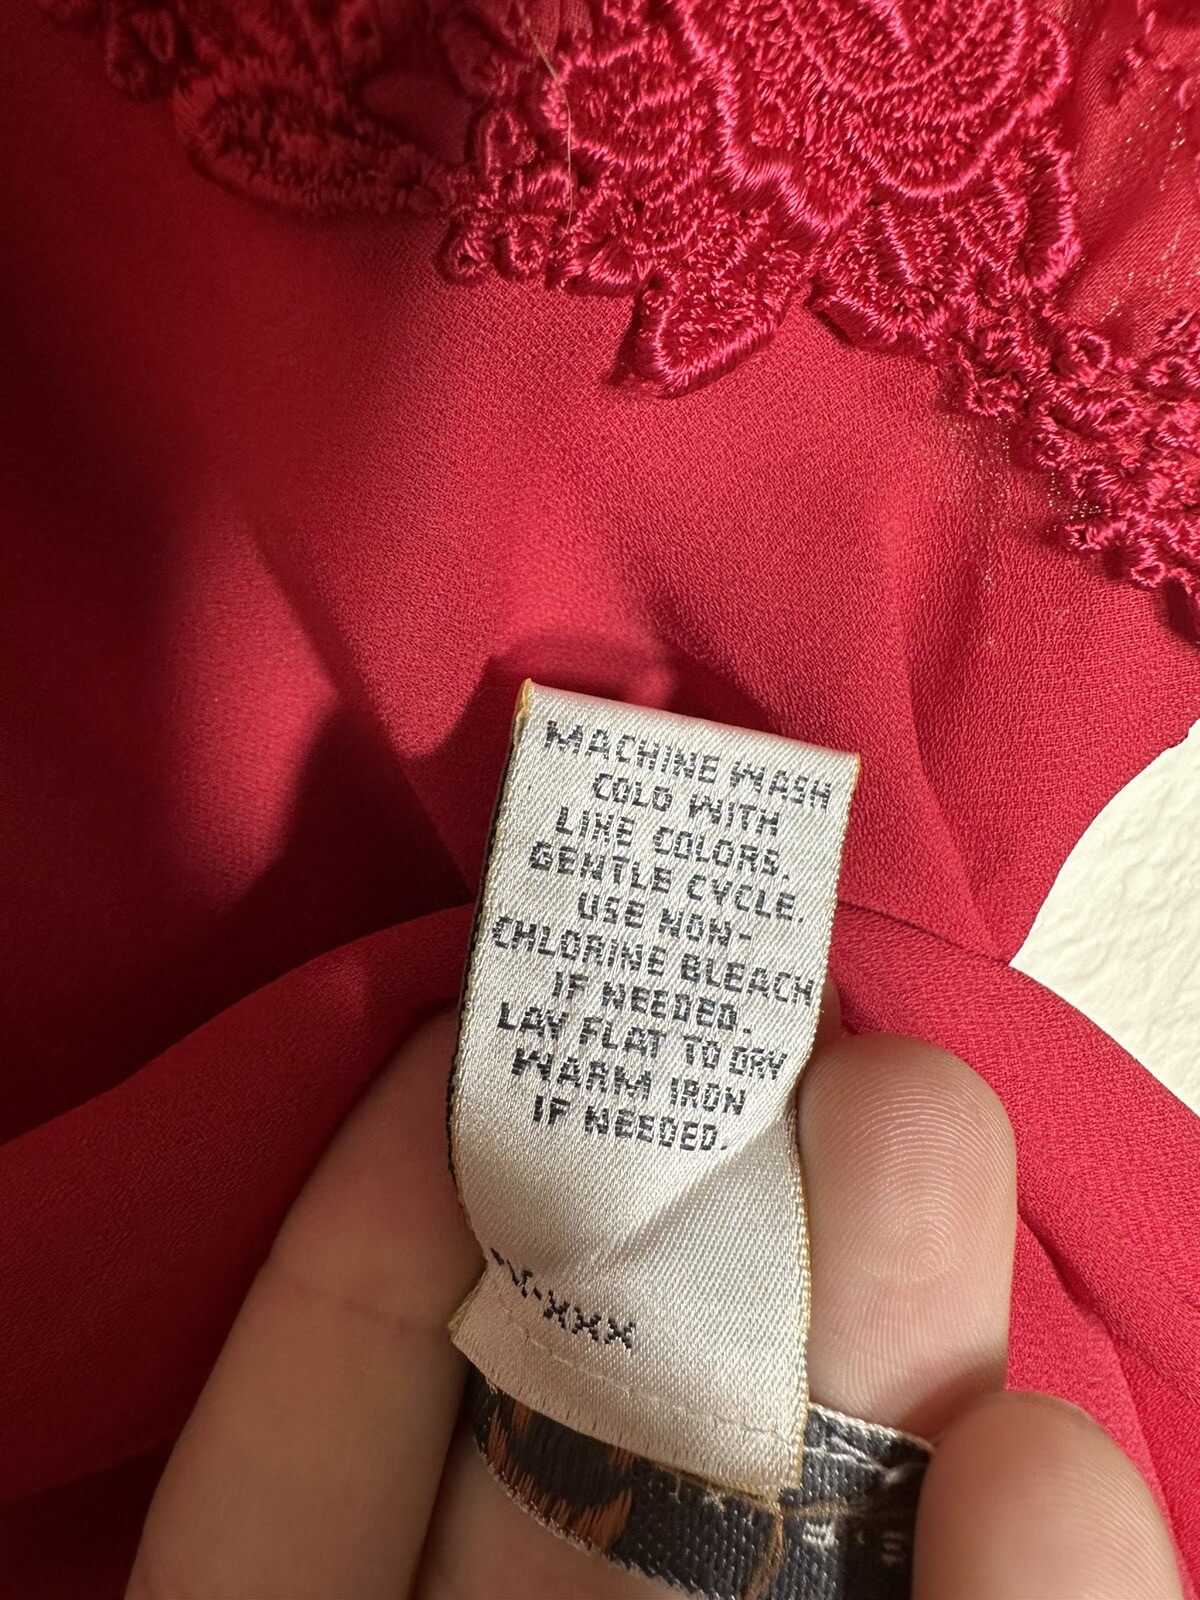 MACHINE WASH
COLD WITH
LIKE COLORS.
GENTLE CYCLE.
USE NON-
CHLORINE BLEACH
IF NEEDED.
LAY FLAT TO DRY
WARM IRON
IF NEEDED.